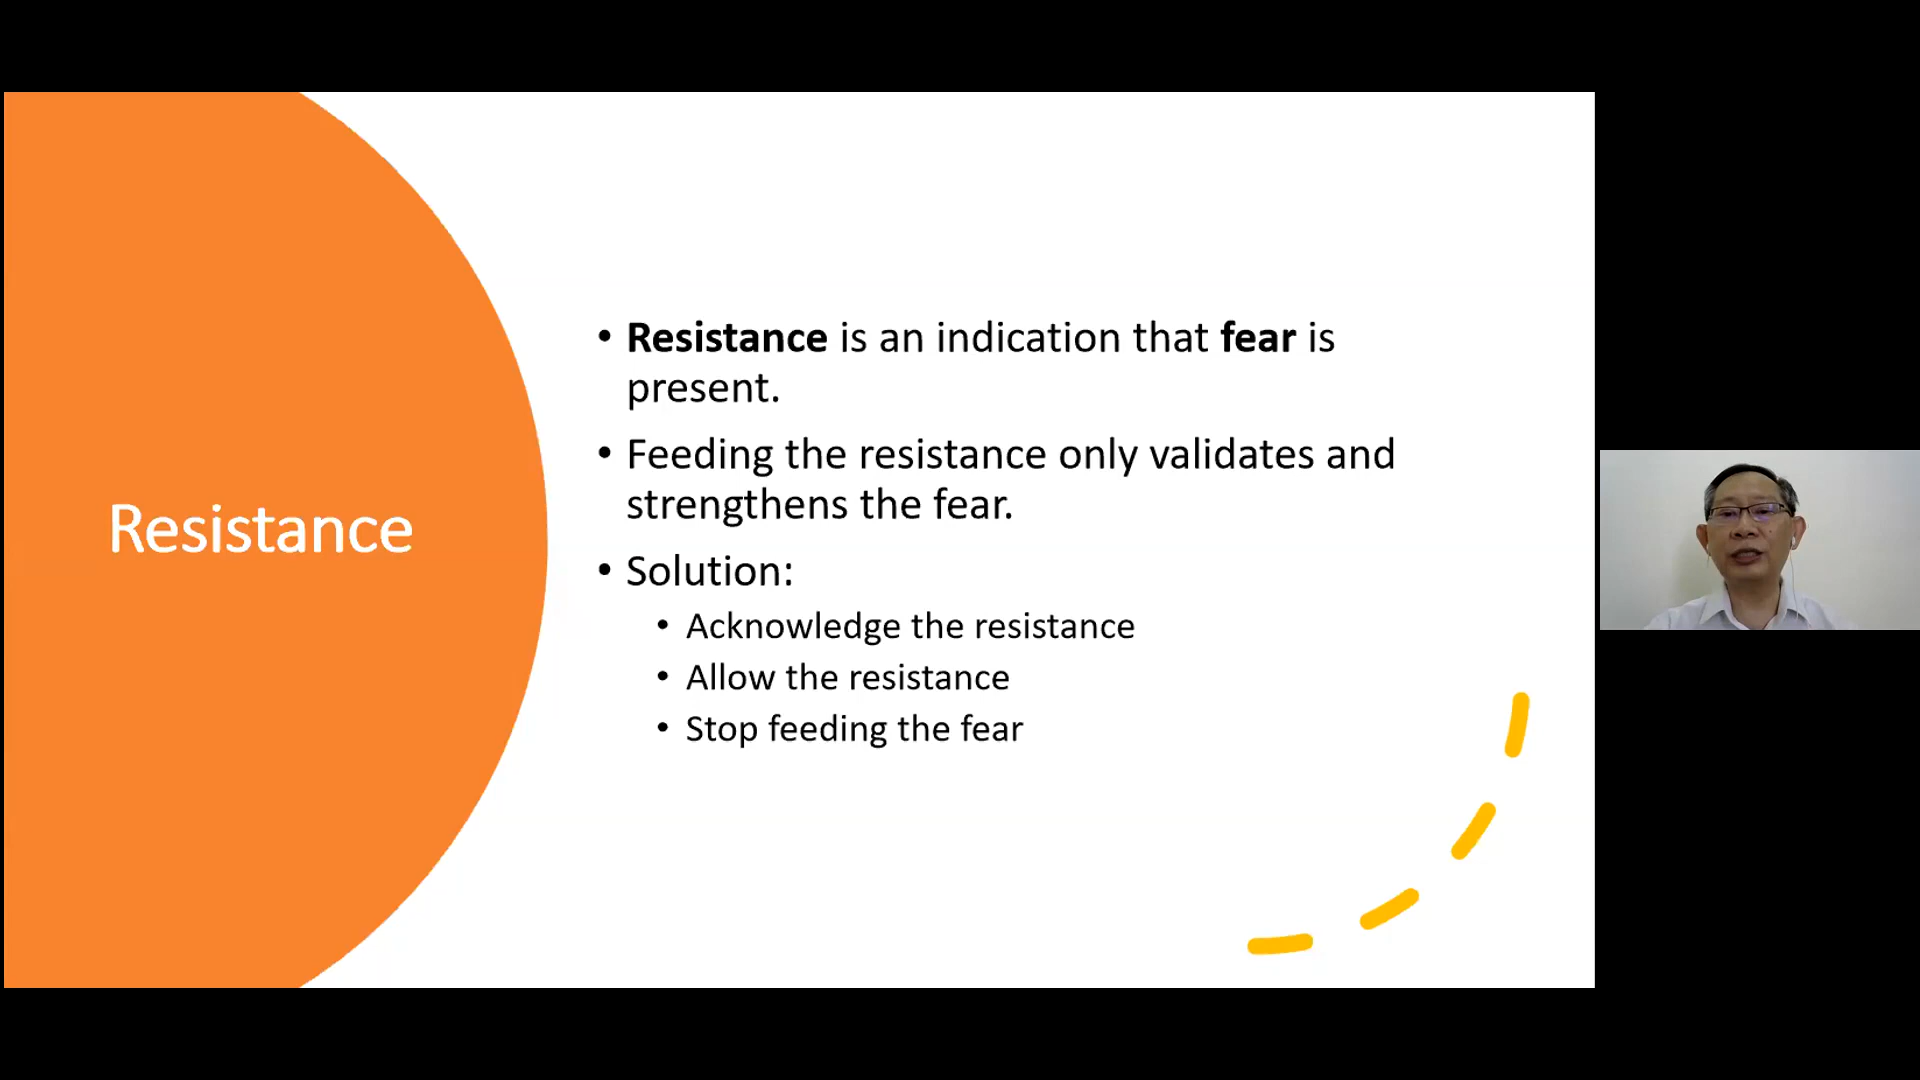 Resistance
• Resistance is an indication that fear is
present.
• Feeding the resistance only validates and
strengthens the fear.
• Solution:
• Acknowledge the resistance
• Allow the resistance
• Stop feeding the fear